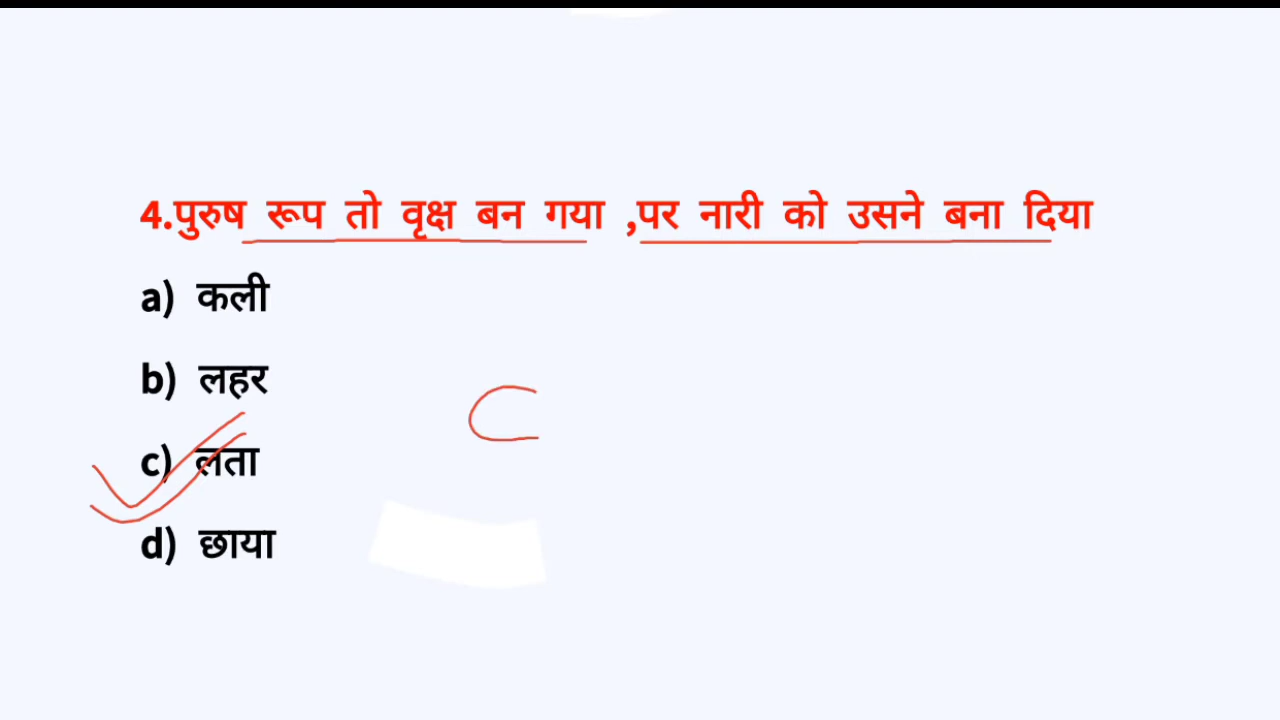 4.पुरुष रूप तो वृक्ष बन गया ,पर नारी को उसने बना दिया
a) कली
b) लहर
c) लता
d) छाया
C